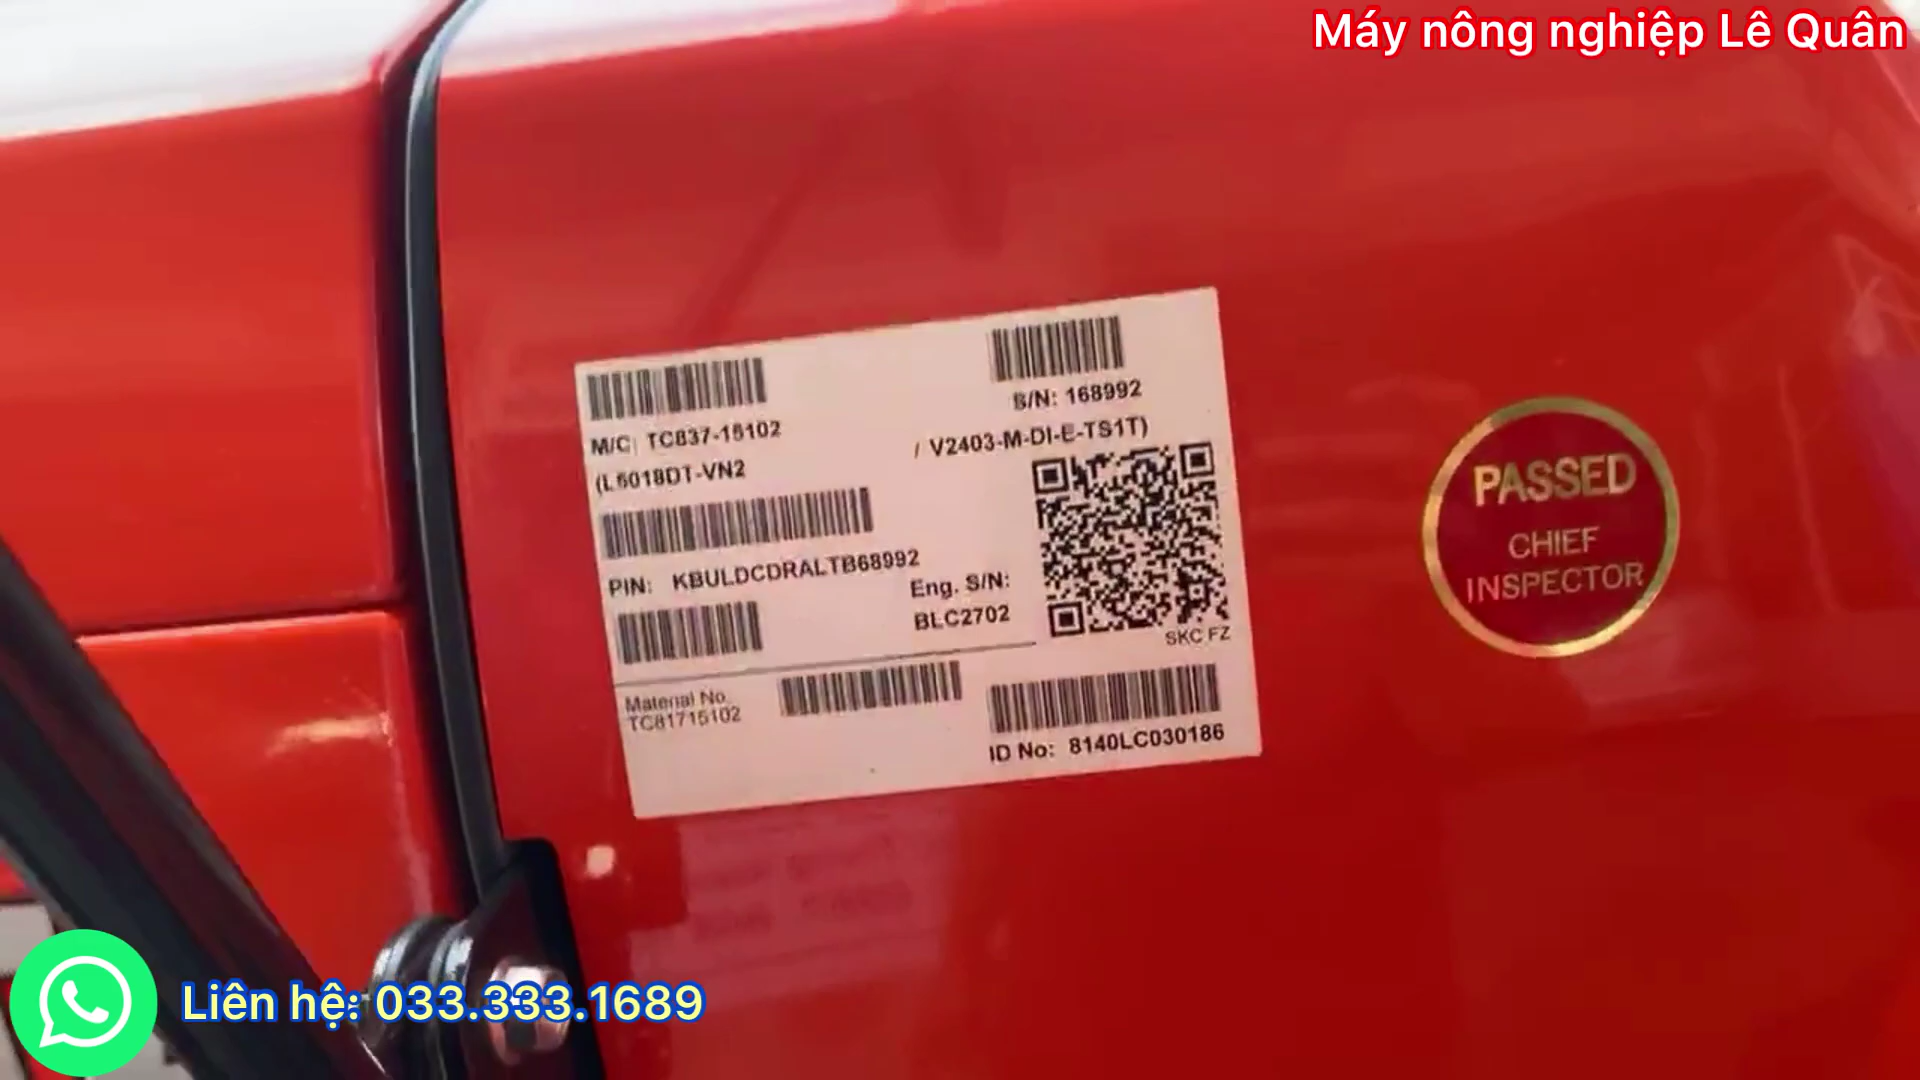 Máy nông nghiệp Lê Quân
S/N: 168992
M/C: TC837-15102
(L5018DT-VN2 / V2403-M-DI-E-TS1T)
PIN: KBULDCDRALTB68992
Eng. S/N:
BLC2702
SKC FZ
Material No.
TC81715102
ID No: 8140LC030186
PASSED
CHIEF
INSPECTOR
Liên hệ: 033.333.1689